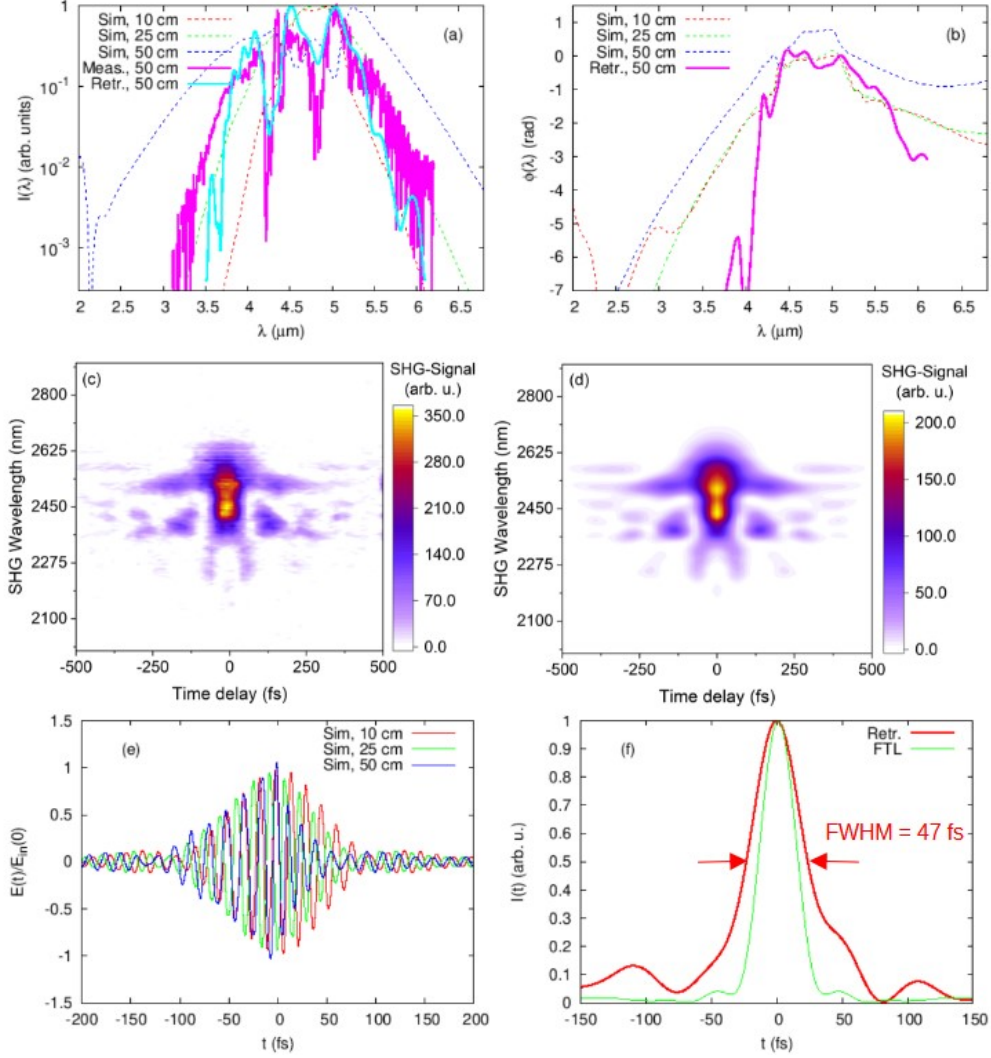 (a)
Sim, 10 cm
Sim, 25 cm
Sim, 50 cm
Meas., 50 cm
Retr., 50 cm
I(λ) (arb. units)
1
10⁻¹
10⁻²
10⁻³
2 2.5 3 3.5 4 4.5 5 5.5 6 6.5
λ (μm)
(b)
Sim, 10 cm
Sim, 25 cm
Sim, 50 cm
Retr., 50 cm
ϕ(λ) (rad)
1
0
-1
-2
-3
-4
-5
-6
-7
2 2.5 3 3.5 4 4.5 5 5.5 6 6.5
λ (μm)
(c)
SHG-Signal
(arb. u.)
350.0
280.0
210.0
140.0
70.0
0.0
SHG Wavelength (nm)
2800
2625
2450
2275
2100
-500 -250 0 250 500
Time delay (fs)
(d)
SHG-Signal
(arb. u.)
200.0
150.0
100.0
50.0
0.0
SHG Wavelength (nm)
2800
2625
2450
2275
2100
-500 -250 0 250 500
Time delay (fs)
(e)
Sim, 10 cm
Sim, 25 cm
Sim, 50 cm
E(t)/E_in(0)
1.5
1
0.5
0
-0.5
-1
-1.5
-200 -150 -100 -50 0 50 100 150 200
t (fs)
(f)
Retr.
FTL
FWHM = 47 fs
I(t) (arb. u.)
1
0.9
0.8
0.7
0.6
0.5
0.4
0.3
0.2
0.1
0
-150 -100 -50 0 50 100 150
t (fs)